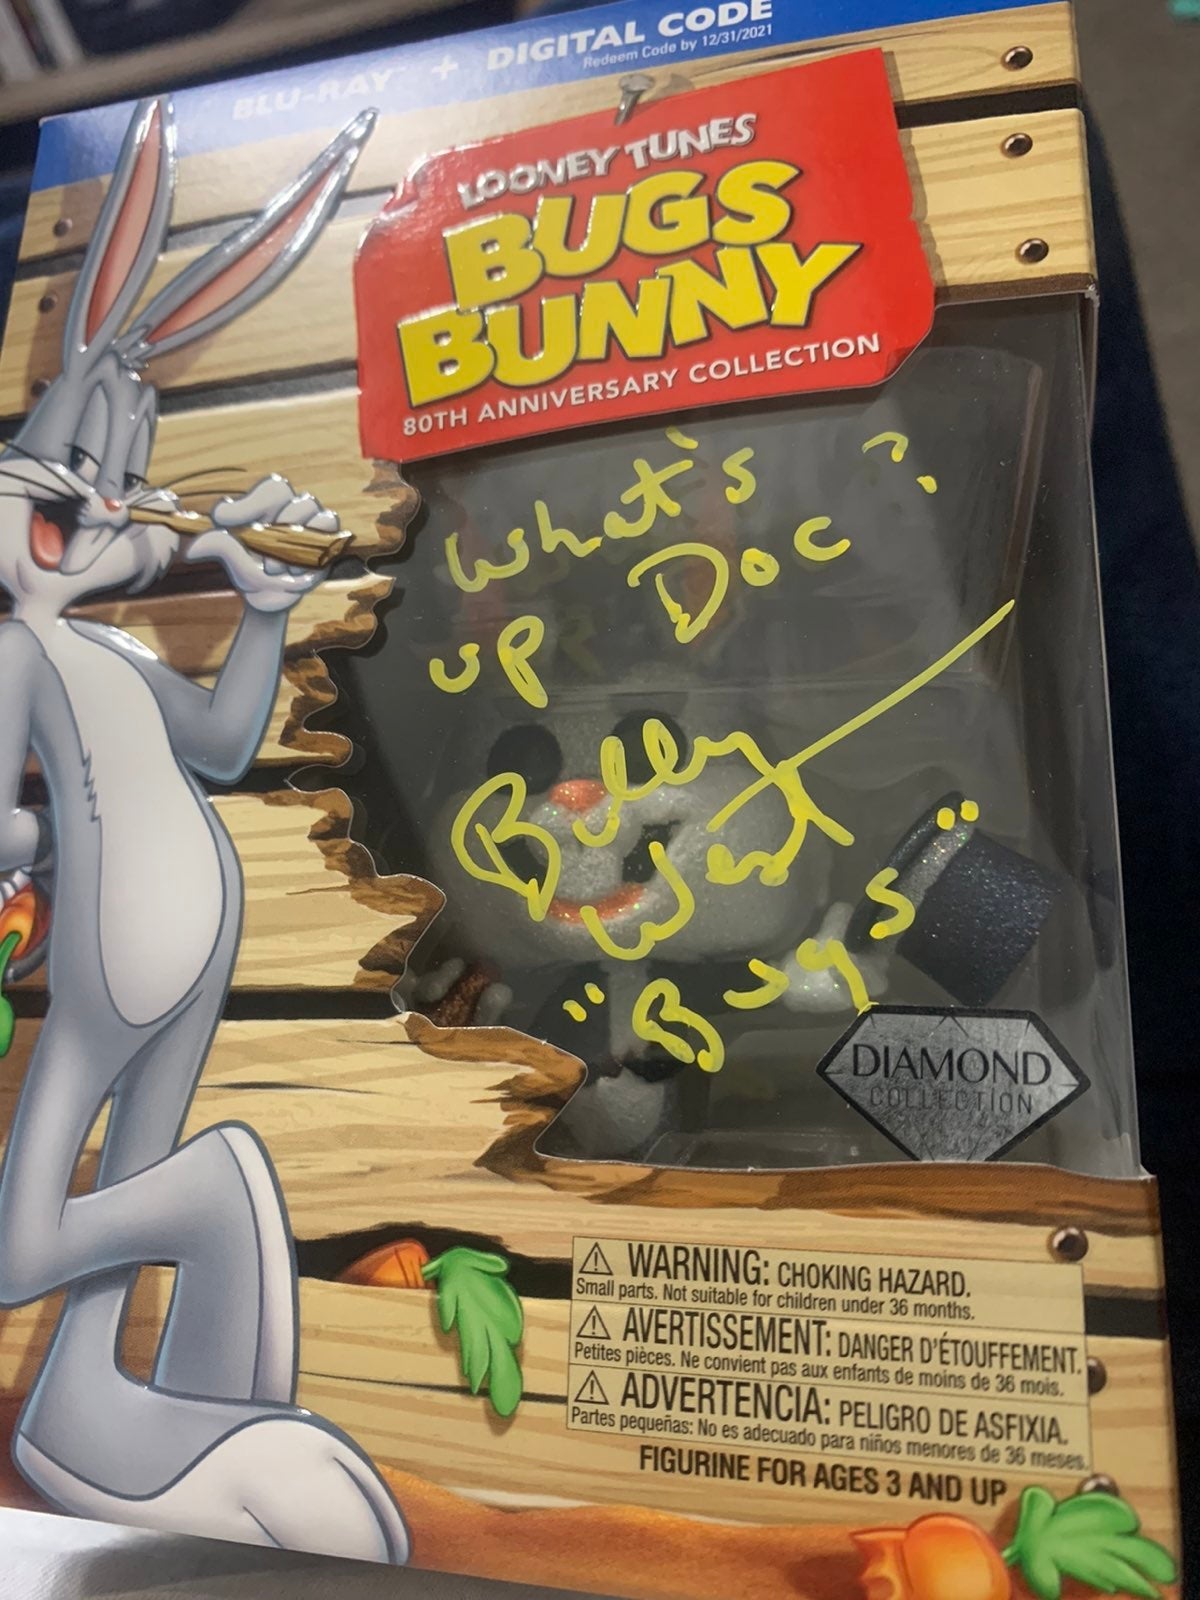 BLU-RAY™ + DIGITAL CODE
Redeem Code by 12/31/2021
LOONEY TUNES
BUGS
BUNNY
80TH ANNIVERSARY COLLECTION
What's
up Doc?
Billy
West
"Bugs"
DIAMOND
COLLECTION
⚠ WARNING: CHOKING HAZARD.
Small parts. Not suitable for children under 36 months.
⚠ AVERTISSEMENT: DANGER D'ÉTOUFFEMENT.
Petites pièces. Ne convient pas aux enfants de moins de 36 mois.
⚠ ADVERTENCIA: PELIGRO DE ASFIXIA.
Partes pequeñas: No es adecuado para niños menores de 36 meses.
FIGURINE FOR AGES 3 AND UP